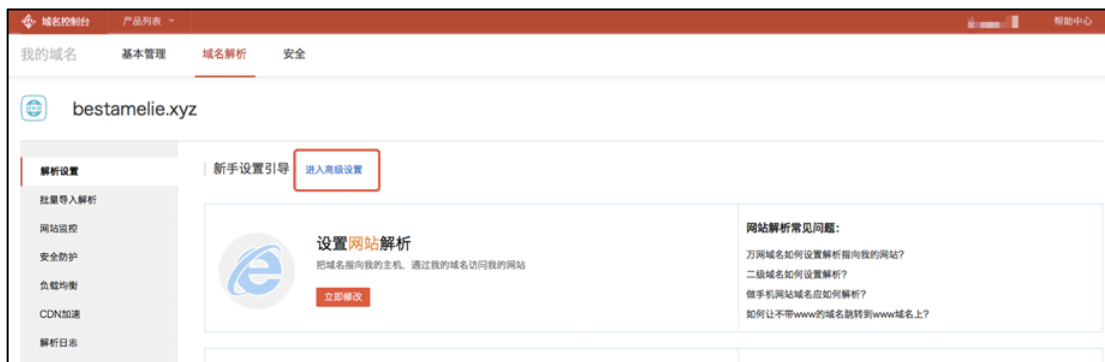 域名控制台 产品列表 帮助中心
我的域名 基本管理 域名解析 安全
bestamelie.xyz
解析设置
批量导入解析
网站监控
安全防护
负载均衡
CDN加速
解析日志
新手设置引导 进入高级设置
设置网站解析
把域名指向我的主机，通过我的域名访问我的网站
立即修改
网站解析常见问题：
万网域名如何设置解析指向我的网站?
二级域名如何设置解析?
做手机网站域名应如何解析?
如何让不带www的域名跳转到www域名上?